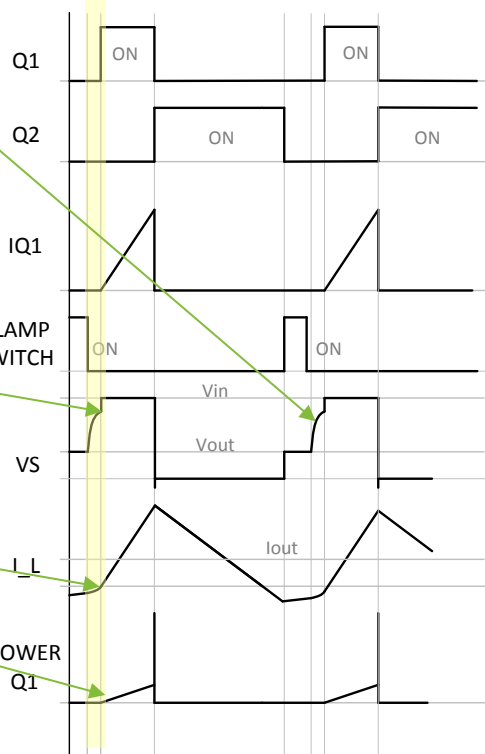 Q1
ON
ON
Q2
ON
ON
IQ1
LAMP
WITCH
ON
ON
Vin
Vout
VS
Iout
I_L
OWER
Q1